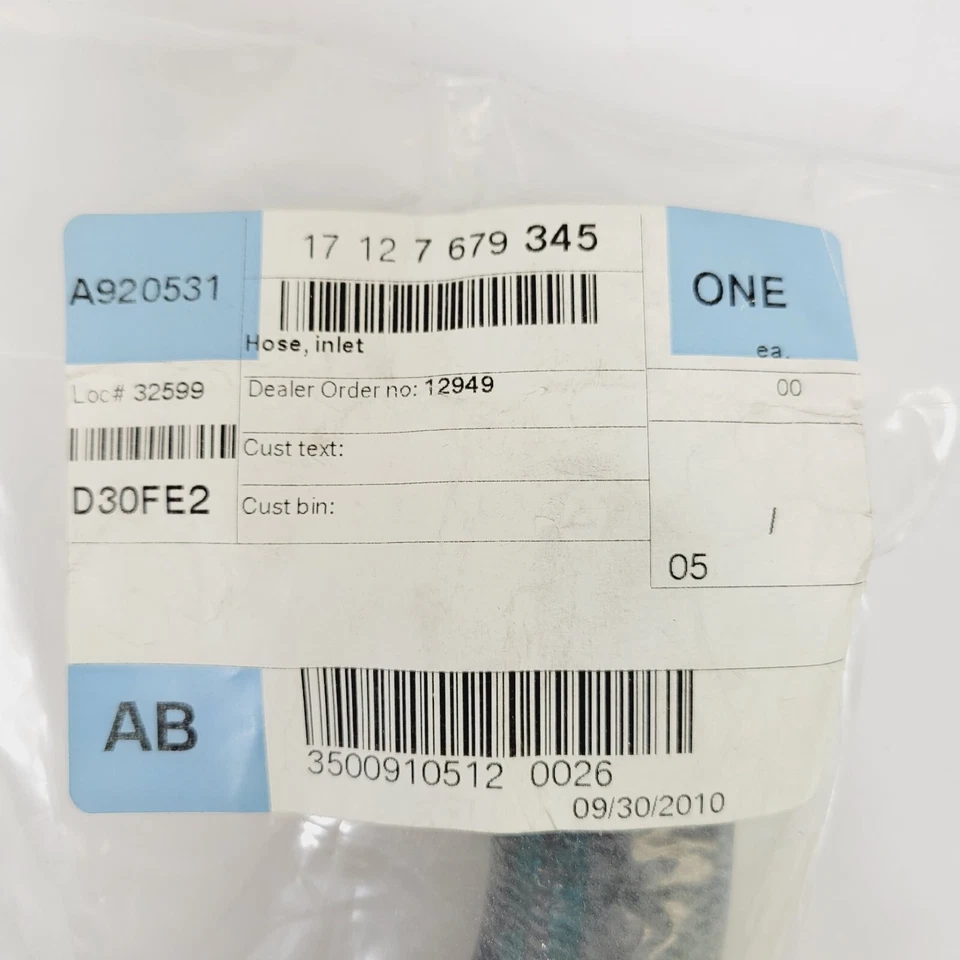 17 12 7 679 345
A920531
ONE
Hose, inlet
ea.
Loc# 32599
Dealer Order no: 12949
00
Cust text:
D30FE2
Cust bin:
/
05
AB
3500910512 0026
09/30/2010